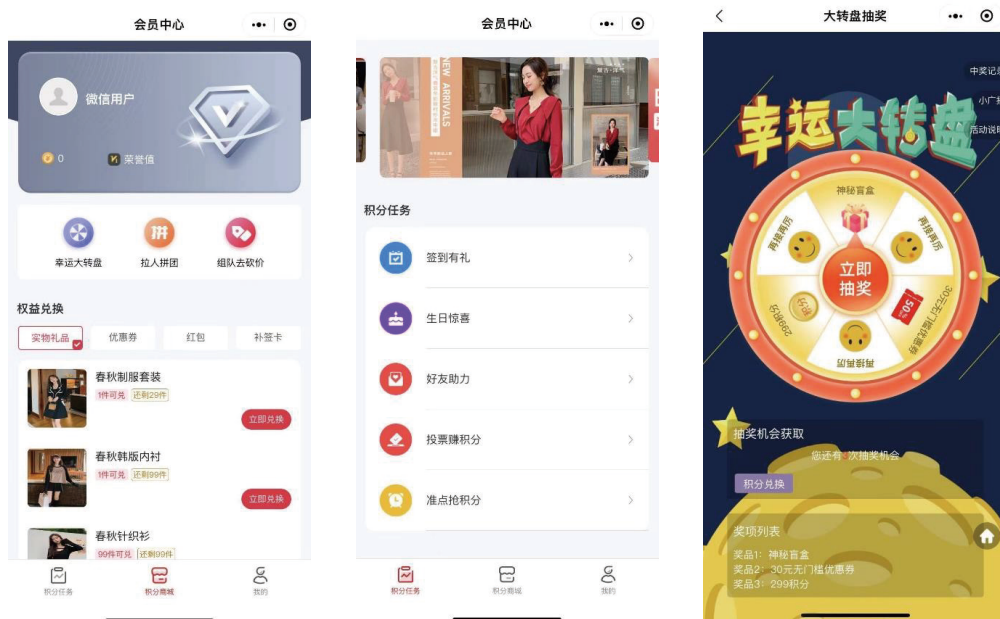 会员中心
微信用户
0
荣誉值
幸运大转盘
拉人拼团
组队去砍价
权益兑换
实物礼品
优惠券
红包
补签卡
春秋制服套装
1件可兑 还剩29件
立即兑换
春秋韩版内衬
1件可兑 还剩99件
立即兑换
春秋针织衫
99件可兑 还剩99件
积分任务
积分商城
我的
会员中心
NEW ARRIVALS
积分任务
签到有礼
生日惊喜
好友助力
投票赚积分
准点抢积分
积分任务
积分商城
我的
大转盘抽奖
中奖记录
小广
活动说明
幸运大转盘
神秘盲盒
再接再厉
30元无门槛优惠券
50%
再接再厉
299积分
积分
再接再厉
立即
抽奖
抽奖机会获取
您还有 次抽奖机会
积分兑换
奖项列表
奖品1：神秘盲盒
奖品2：30元无门槛优惠券
奖品3：299积分